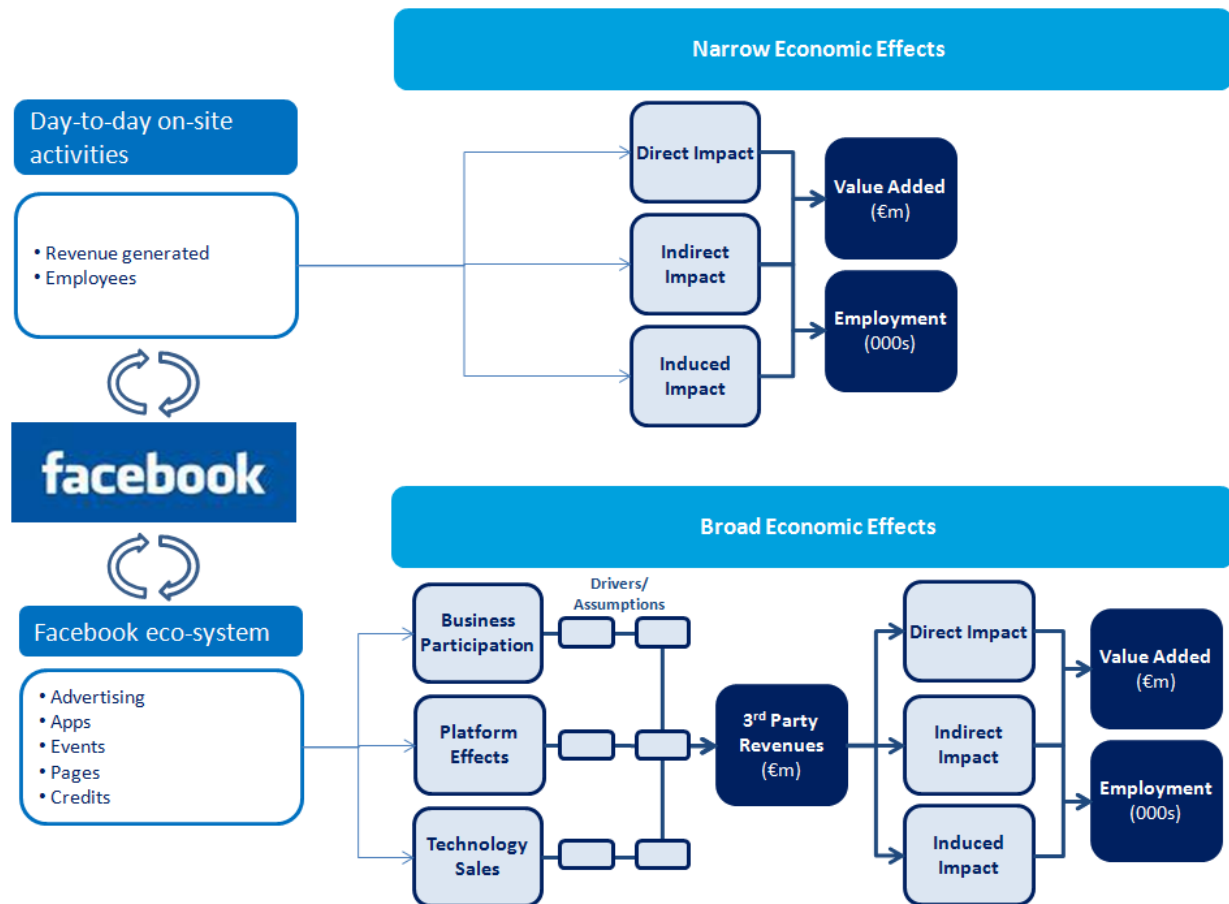 Narrow Economic Effects
Day-to-day on-site
activities
• Revenue generated
• Employees
Direct Impact
Indirect
Impact
Induced
Impact
Value Added
(€m)
Employment
(000s)
facebook
Broad Economic Effects
Facebook eco-system
• Advertising
• Apps
• Events
• Pages
• Credits
Drivers/
Assumptions
Business
Participation
Platform
Effects
Technology
Sales
3rd Party
Revenues
(€m)
Direct Impact
Indirect
Impact
Induced
Impact
Value Added
(€m)
Employment
(000s)